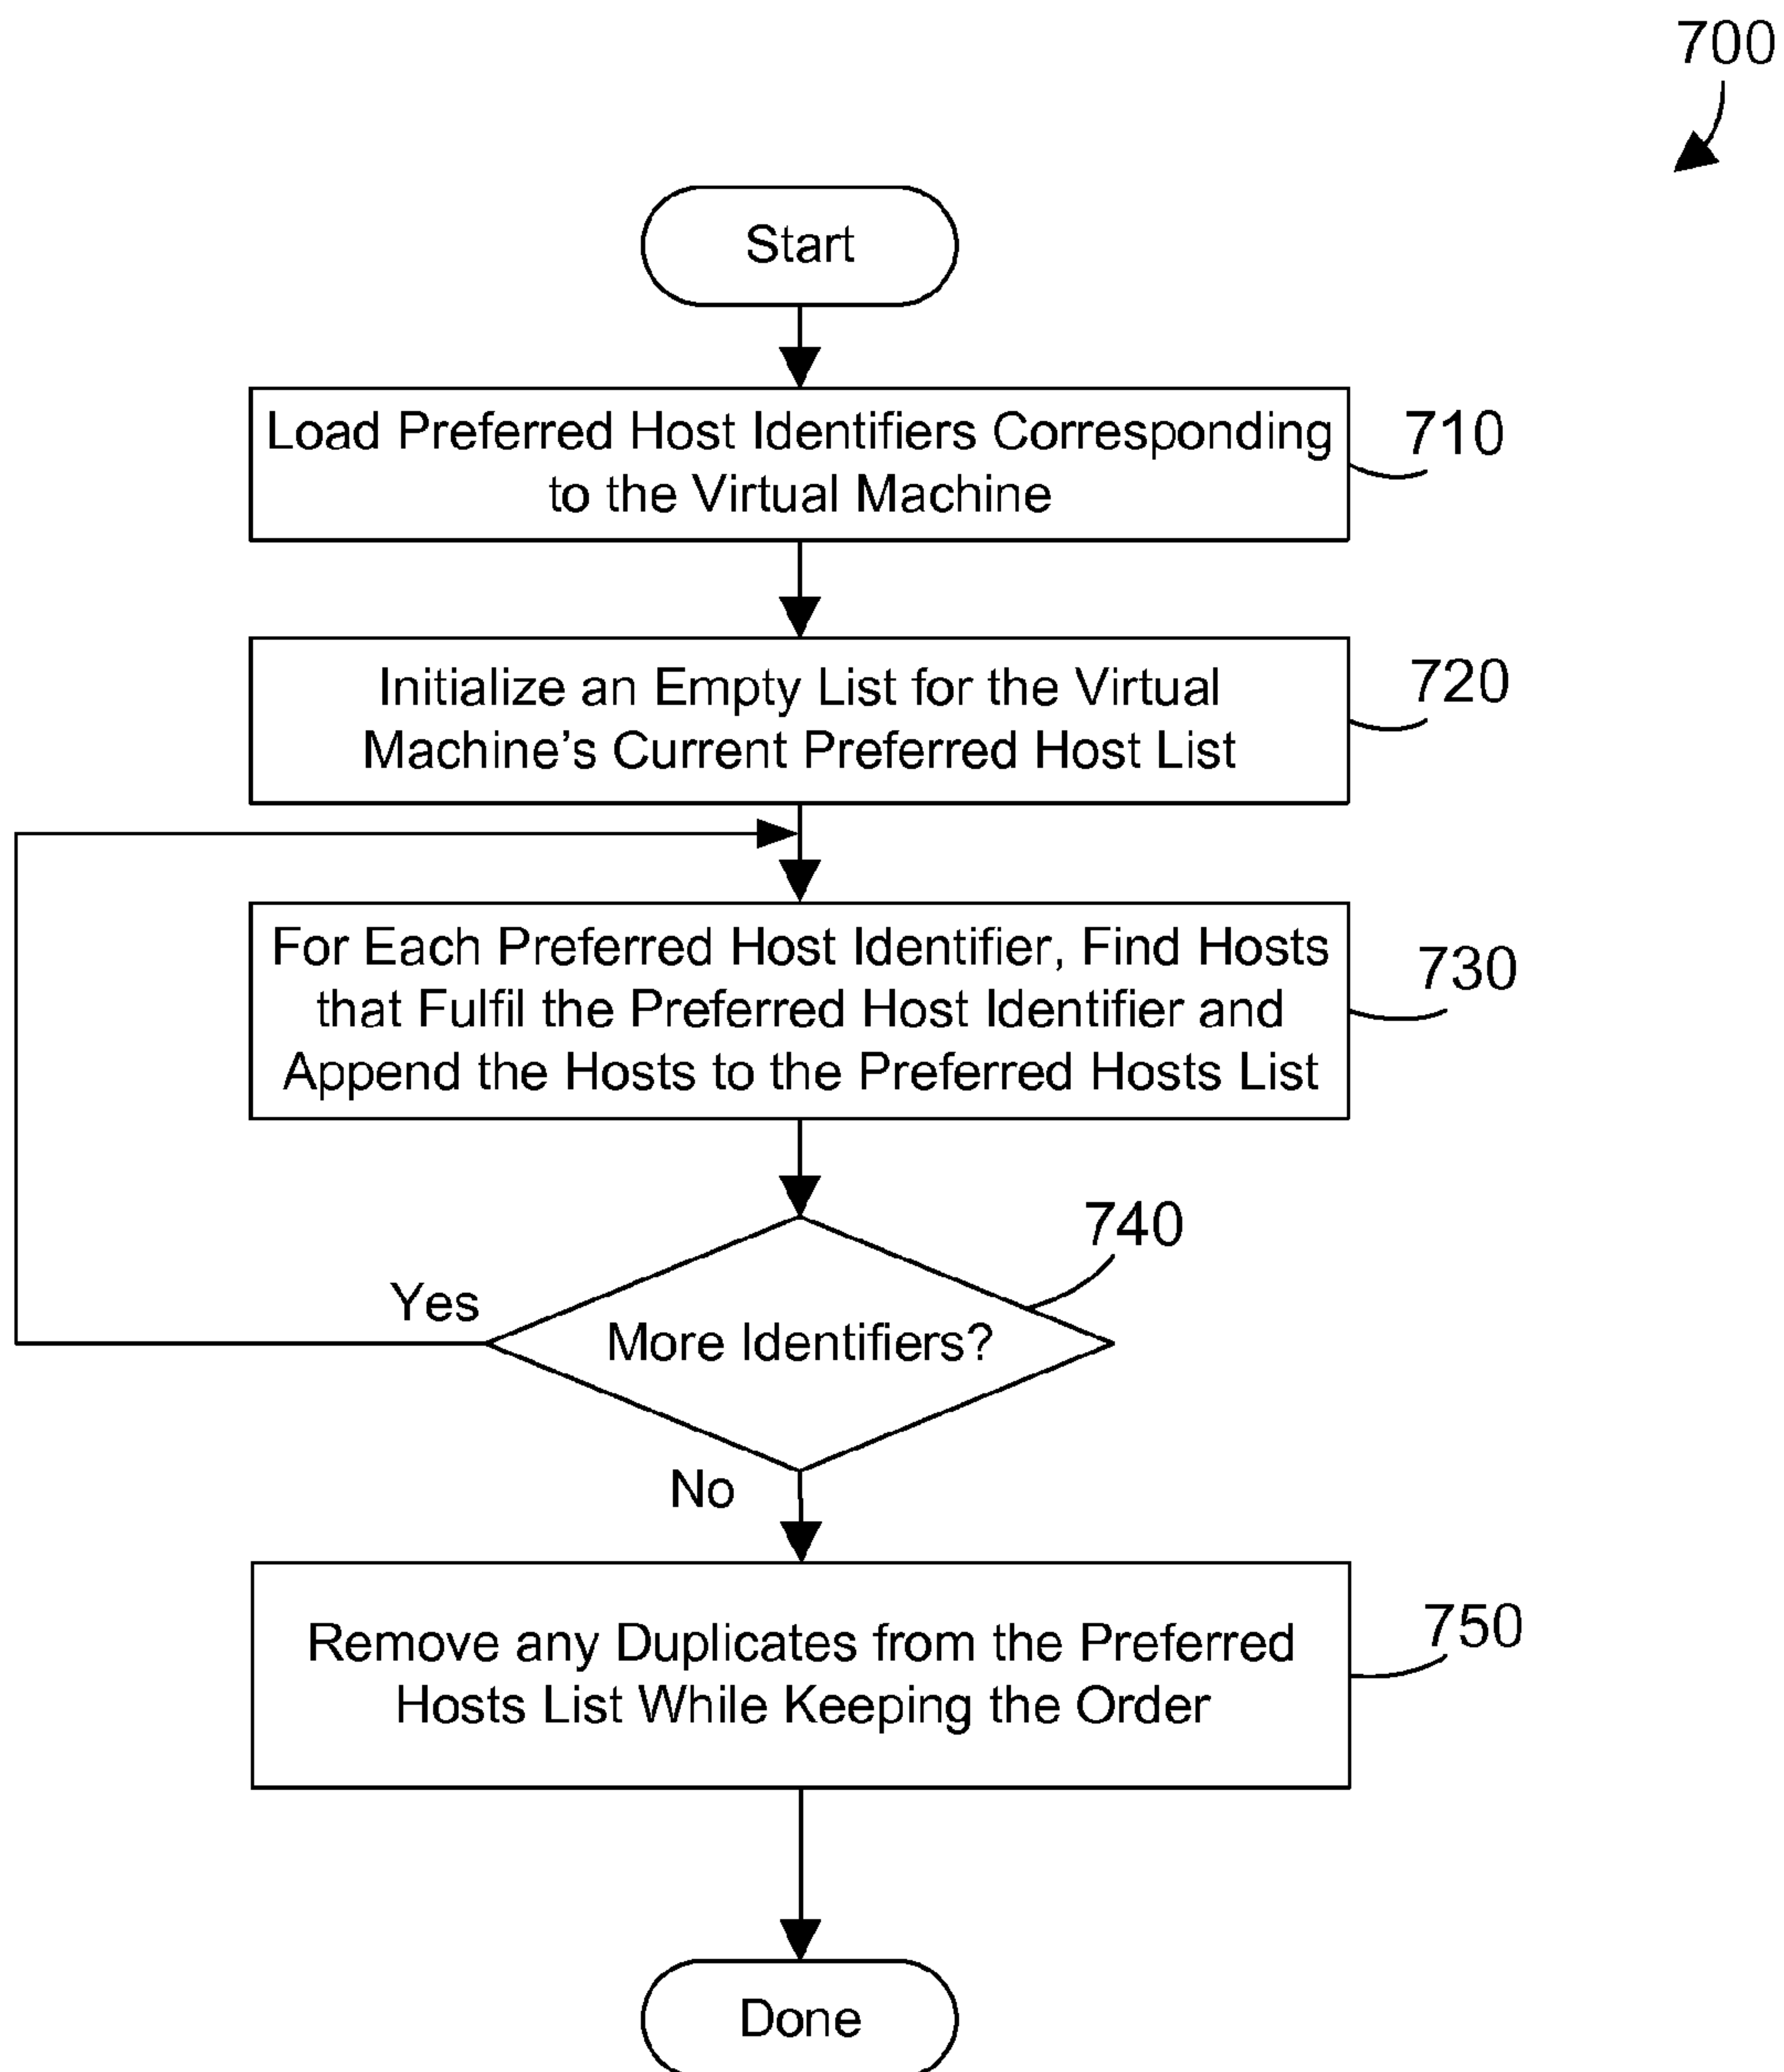 700
Start
Load Preferred Host Identifiers Corresponding
to the Virtual Machine
710
Initialize an Empty List for the Virtual
Machine's Current Preferred Host List
720
For Each Preferred Host Identifier, Find Hosts
that Fulfil the Preferred Host Identifier and
Append the Hosts to the Preferred Hosts List
730
740
Yes
More Identifiers?
No
Remove any Duplicates from the Preferred
Hosts List While Keeping the Order
750
Done